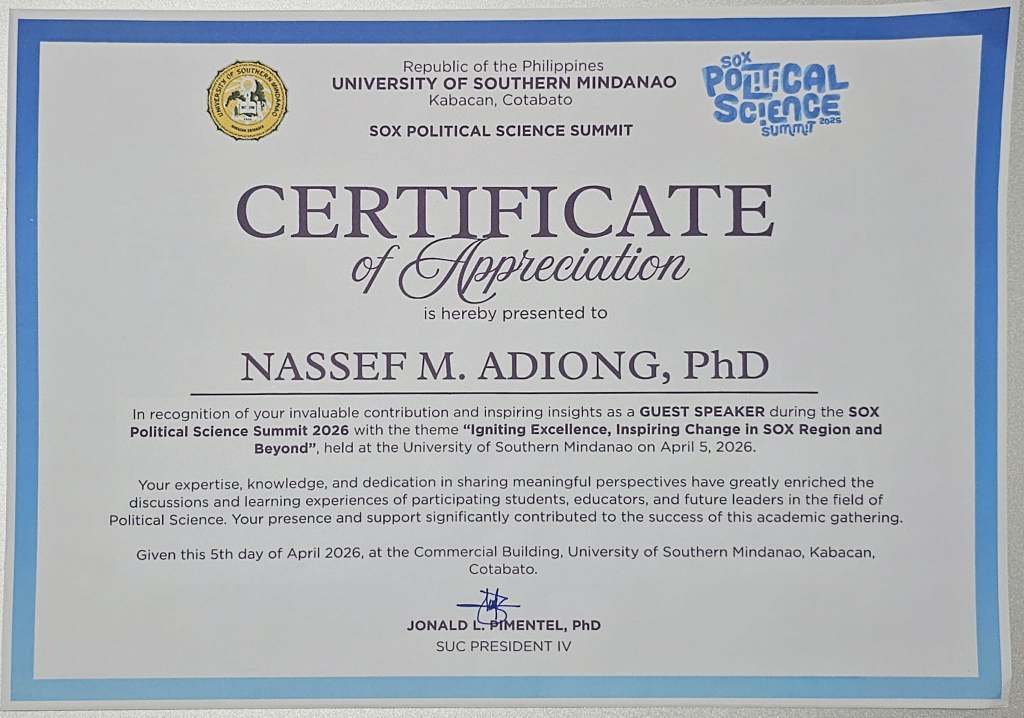 Republic of the Philippines
UNIVERSITY OF SOUTHERN MINDANAO
Kabacan, Cotabato
SOX POLITICAL SCIENCE SUMMIT
UNIVERSITY OF SOUTHERN MINDANAO
SOX
POLITICAL
SCIENCE
SUMMIT 2025
CERTIFICATE
of Appreciation
is hereby presented to
NASSEF M. ADIONG, PhD
In recognition of your invaluable contribution and inspiring insights as a GUEST SPEAKER during the SOX
Political Science Summit 2026 with the theme “Igniting Excellence, Inspiring Change in SOX Region and
Beyond”, held at the University of Southern Mindanao on April 5, 2026.
Your expertise, knowledge, and dedication in sharing meaningful perspectives have greatly enriched the
discussions and learning experiences of participating students, educators, and future leaders in the field of
Political Science. Your presence and support significantly contributed to the success of this academic gathering.
Given this 5th day of April 2026, at the Commercial Building, University of Southern Mindanao, Kabacan,
Cotabato.
JONALD L. PIMENTEL, PhD
SUC PRESIDENT IV